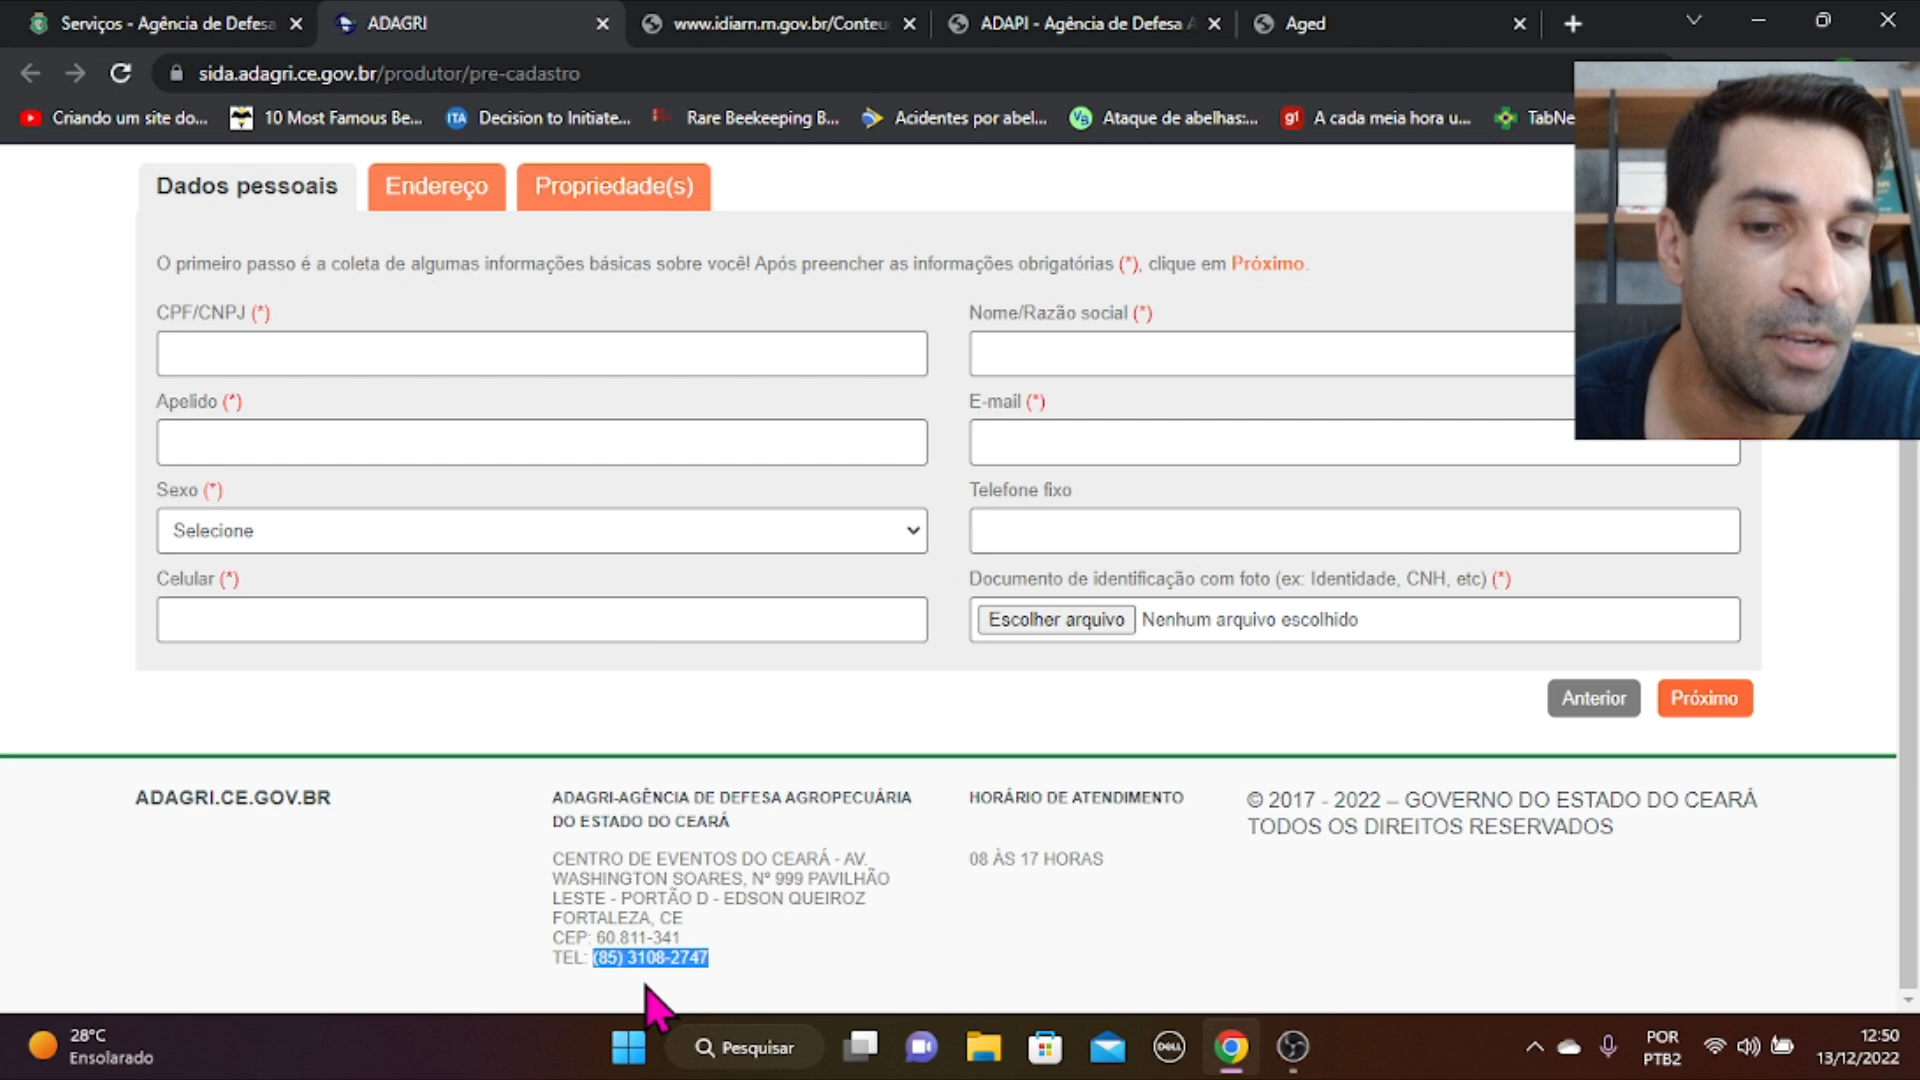 Serviços - Agência de Defesa
ADAGRI
www.idiarn.rn.gov.br/Conteu
ADAPI - Agência de Defesa A
Aged
sida.adagri.ce.gov.br/produtor/pre-cadastro
Criando um site do...
10 Most Famous Be...
ITA
Decision to Initiate...
Rare Beekeeping B...
Acidentes por abel...
VB
Ataque de abelhas:...
g1
A cada meia hora u...
TabNe
Dados pessoais
Endereço
Propriedade(s)
O primeiro passo é a coleta de algumas informações básicas sobre você! Após preencher as informações obrigatórias (*), clique em Próximo.
CPF/CNPJ (*)
Nome/Razão social (*)
Apelido (*)
E-mail (*)
Sexo (*)
Telefone fixo
Selecione
Celular (*)
Documento de identificação com foto (ex: Identidade, CNH, etc) (*)
Escolher arquivo Nenhum arquivo escolhido
Anterior
Próximo
ADAGRI.CE.GOV.BR
ADAGRI-AGÊNCIA DE DEFESA AGROPECUÁRIA
DO ESTADO DO CEARÁ
CENTRO DE EVENTOS DO CEARÁ - AV.
WASHINGTON SOARES, Nº 999 PAVILHÃO
LESTE - PORTÃO D - EDSON QUEIROZ
FORTALEZA, CE
CEP: 60.811-341
TEL: (85) 3108-2747
HORÁRIO DE ATENDIMENTO
08 ÀS 17 HORAS
© 2017 - 2022 – GOVERNO DO ESTADO DO CEARÁ
TODOS OS DIREITOS RESERVADOS
28°C
Ensolarado
Pesquisar
DELL
POR
PTB2
12:50
13/12/2022